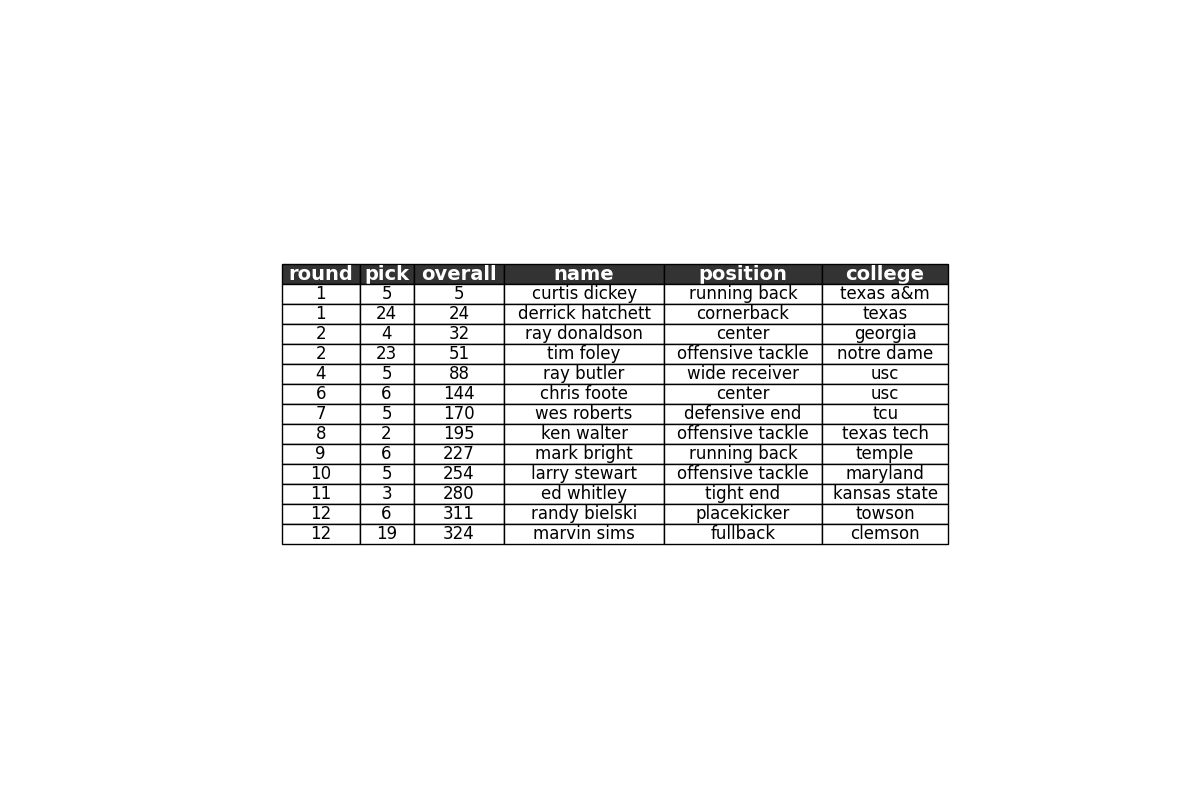 round pick overall name position college
1 5 5 curtis dickey running back texas a&m
1 24 24 derrick hatchett cornerback texas
2 4 32 ray donaldson center georgia
2 23 51 tim foley offensive tackle notre dame
4 5 88 ray butler wide receiver usc
6 6 144 chris foote center usc
7 5 170 wes roberts defensive end tcu
8 2 195 ken walter offensive tackle texas tech
9 6 227 mark bright running back temple
10 5 254 larry stewart offensive tackle maryland
11 3 280 ed whitley tight end kansas state
12 6 311 randy bielski placekicker towson
12 19 324 marvin sims fullback clemson